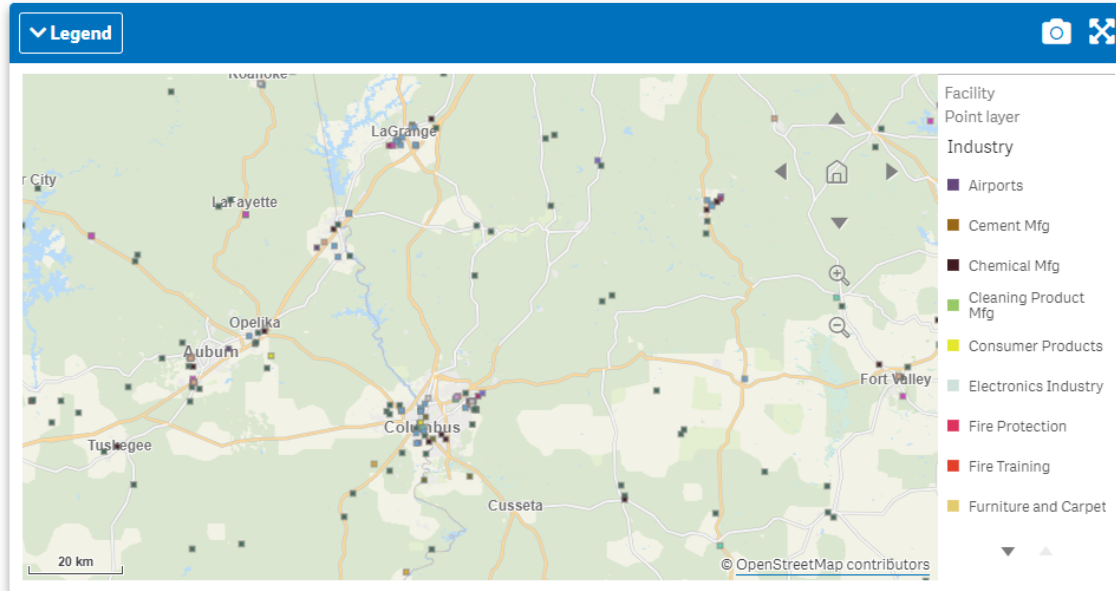 Legend
Roanoke
LaGrange
r City
LaFayette
Opelika
Auburn
Tuskegee
Columbus
Cusseta
Fort Valley
20 km
© OpenStreetMap contributors
Facility
Point layer
Industry
Airports
Cement Mfg
Chemical Mfg
Cleaning Product
Mfg
Consumer Products
Electronics Industry
Fire Protection
Fire Training
Furniture and Carpet